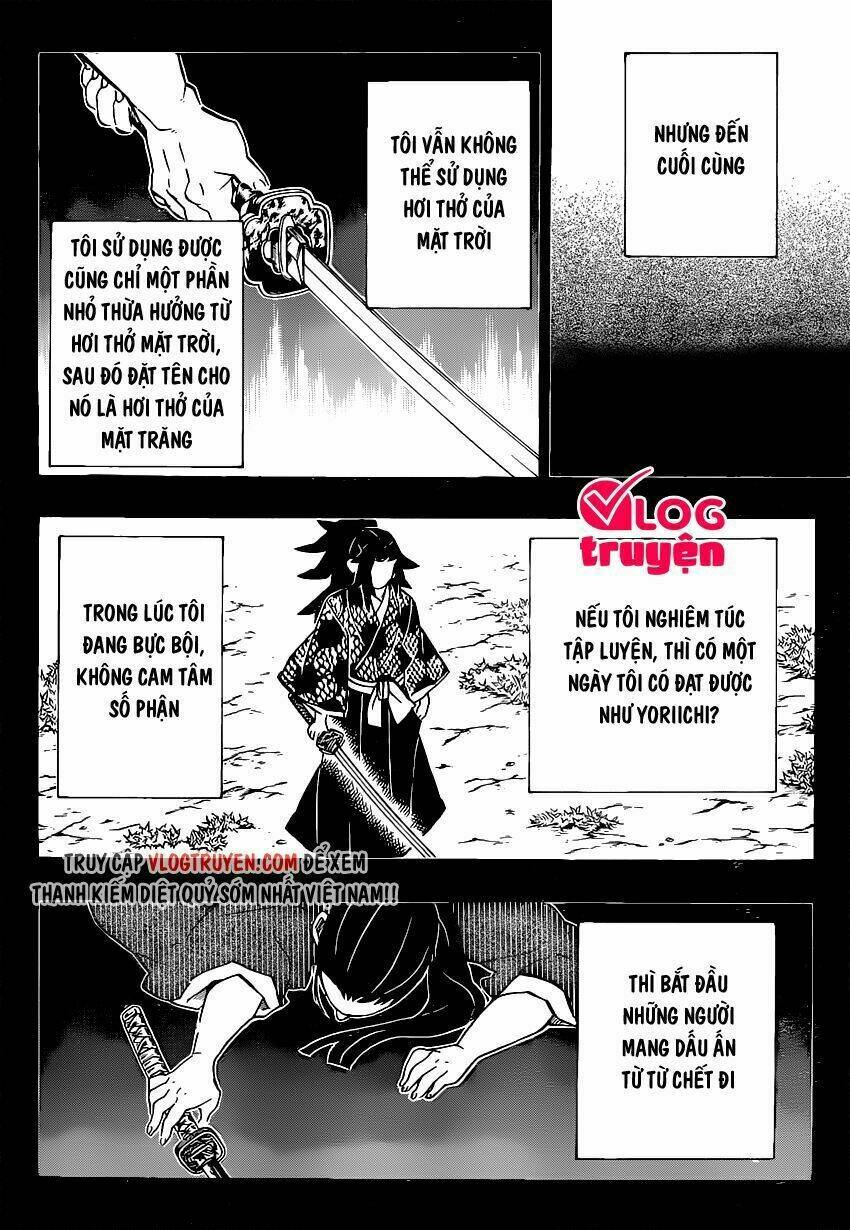 NHƯNG ĐẾN
CUỐI CÙNG
TÔI VẪN KHÔNG
THỂ SỬ DỤNG
HƠI THỞ CỦA
MẶT TRỜI
TÔI SỬ DỤNG ĐƯỢC
CŨNG CHỈ MỘT PHẦN
NHỎ THỪA HƯỞNG TỪ
HƠI THỞ MẶT TRỜI,
SAU ĐÓ ĐẶT TÊN CHO
NÓ LÀ HƠI THỞ CỦA
MẶT TRĂNG
VLOG
truyện
NẾU TÔI NGHIÊM TÚC
TẬP LUYỆN, THÌ CÓ MỘT
NGÀY TÔI CÓ ĐẠT ĐƯỢC
NHƯ YORIICHI?
TRONG LÚC TÔI
ĐANG BỰC BỘI,
KHÔNG CAM TÂM
SỐ PHẬN
TRUY CẬP VLOGTRUYEN.COM ĐỂ XEM
THANH KIẾM DIỆT QUỶ SỚM NHẤT VIỆT NAM!!
THÌ BẮT ĐẦU
NHỮNG NGƯỜI
MANG DẤU ẤN
TỪ TỪ CHẾT ĐI